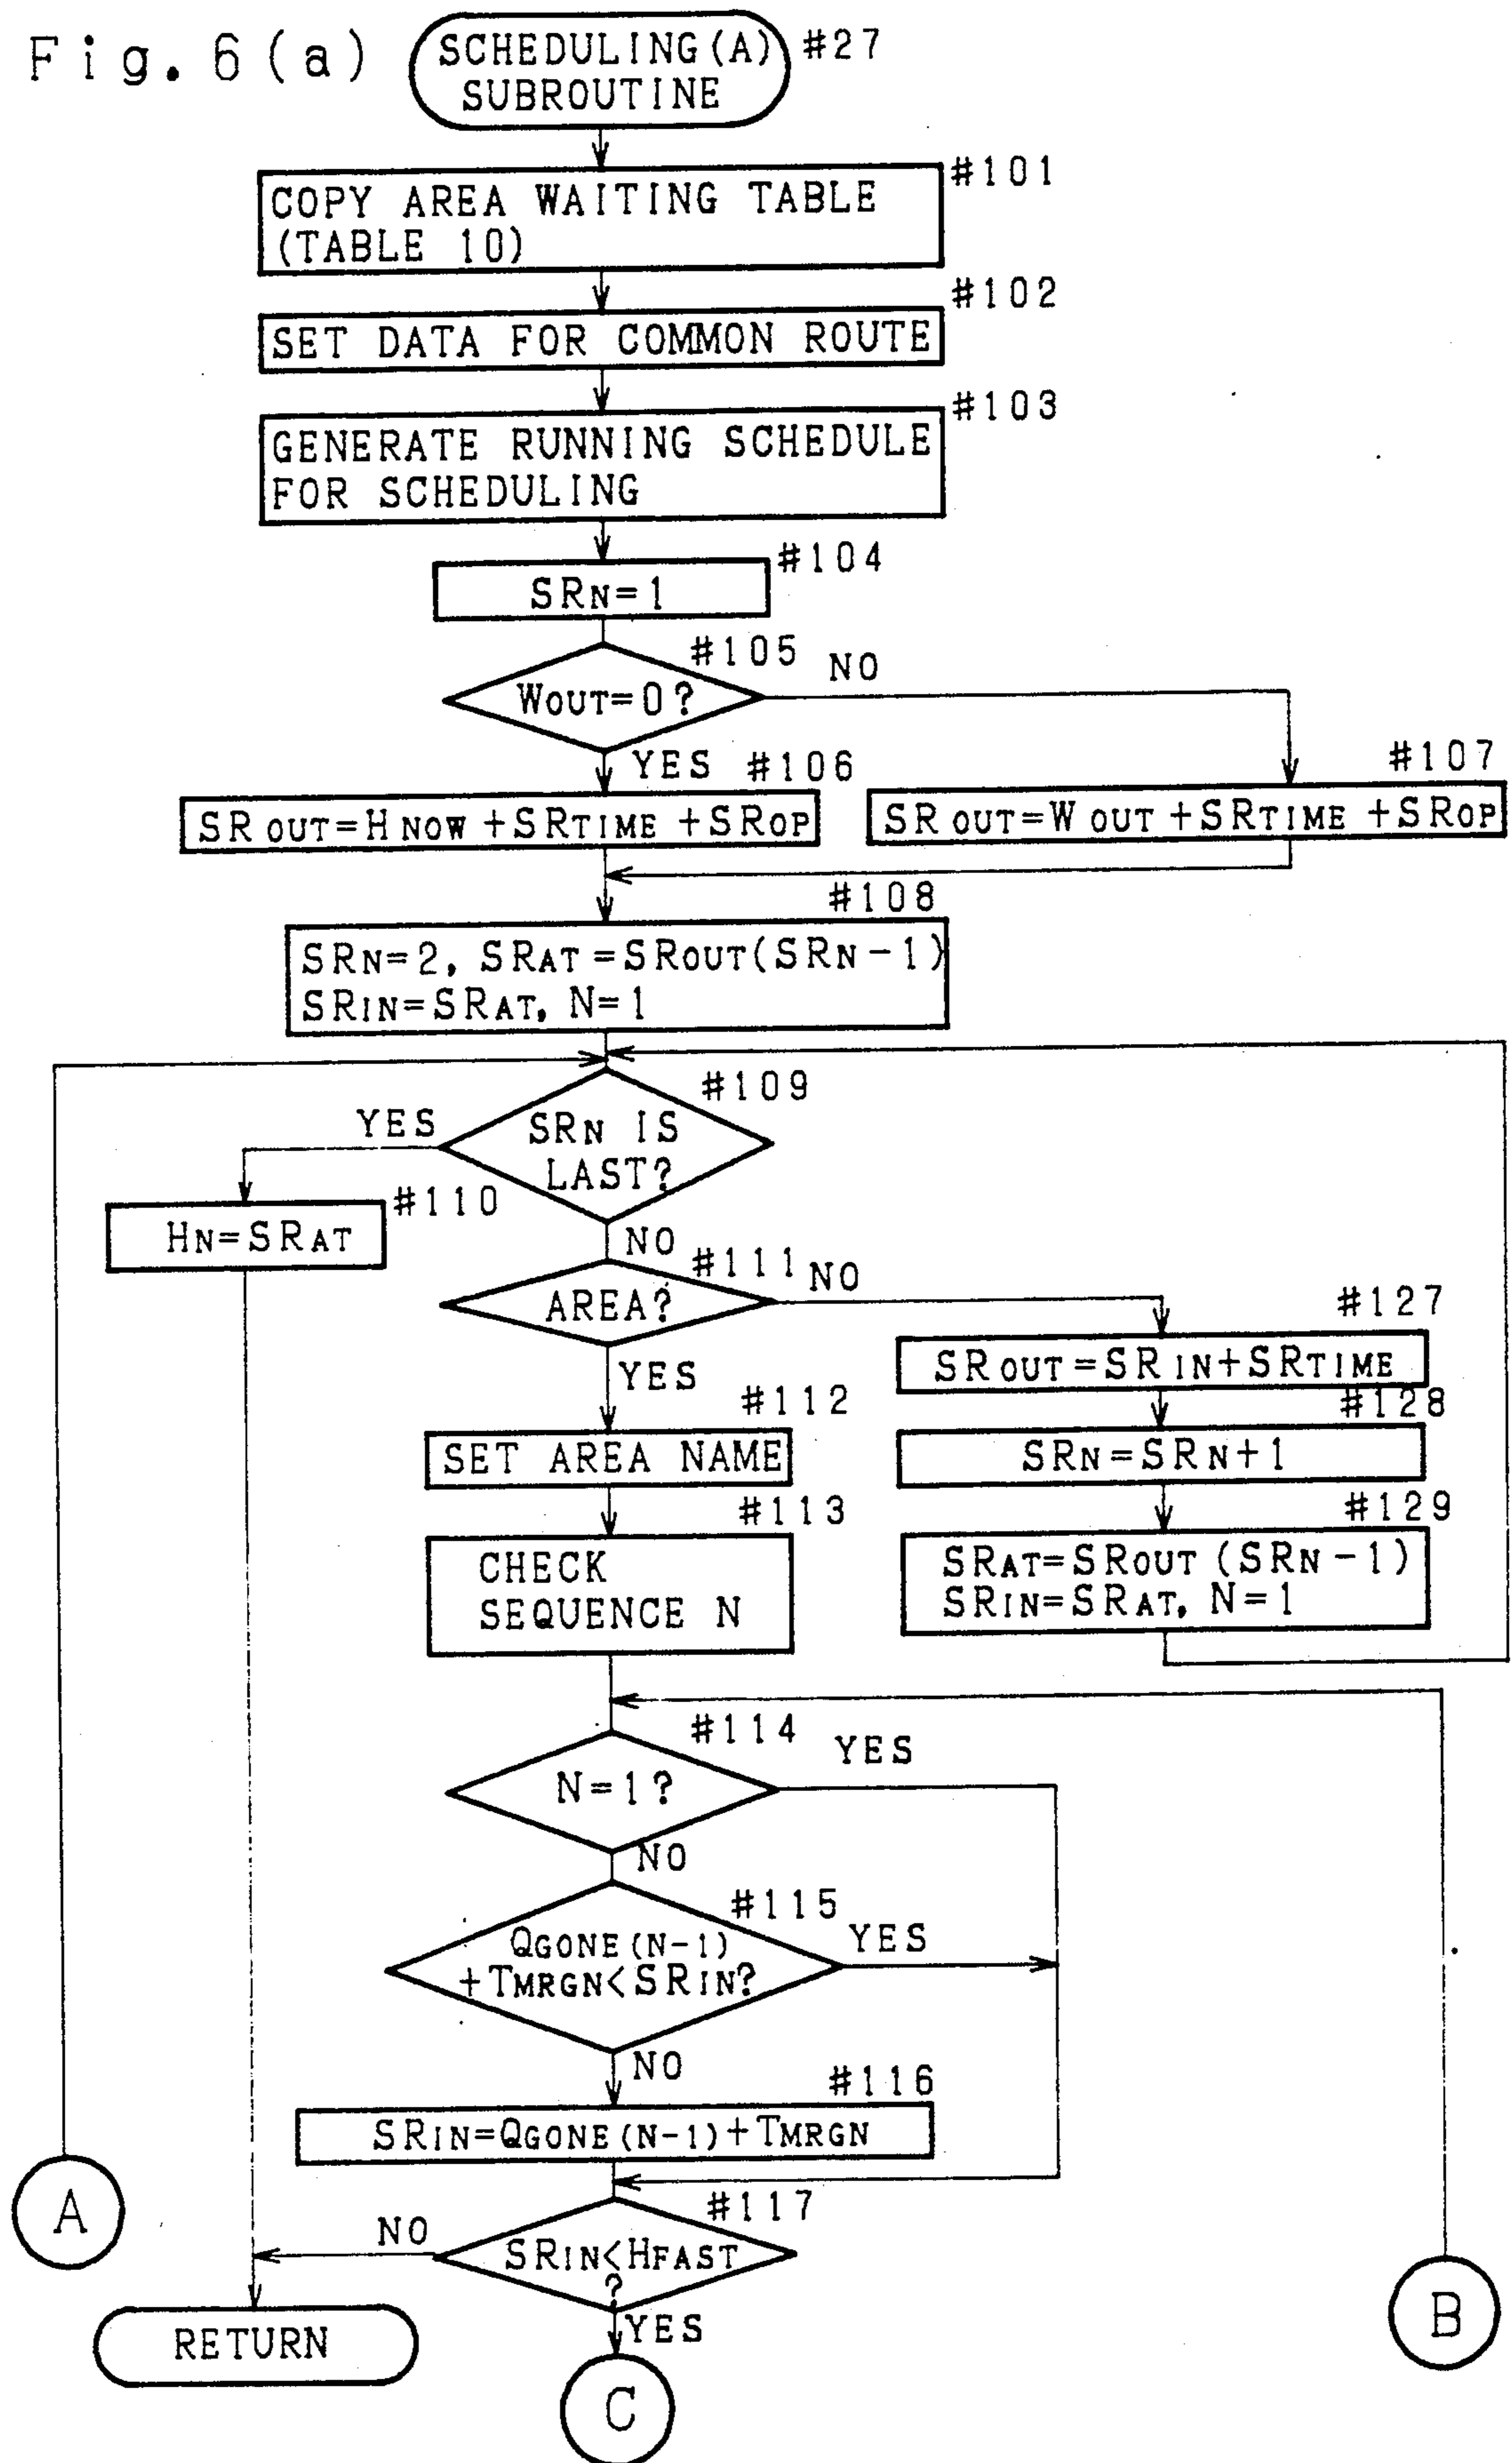 Fig. 6 (a)
SCHEDULING (A)
SUBROUTINE
#27
#101
COPY AREA WAITING TABLE
(TABLE 10)
#102
SET DATA FOR COMMON ROUTE
#103
GENERATE RUNNING SCHEDULE
FOR SCHEDULING
#104
SRN=1
#105
NO
WOUT=0?
YES
#106
#107
SROUT=HNOW+SRTIME+SROP
SROUT=WOUT+SRTIME+SROP
#108
SRN=2, SRAT=SROUT(SRN-1)
SRIN=SRAT, N=1
#109
YES
SRN IS
LAST?
#110
HN=SRAT
NO
#111
NO
AREA?
#127
SROUT=SRIN+SRTIME
YES
#112
#128
SET AREA NAME
SRN=SRN+1
#113
#129
CHECK
SEQUENCE N
SRAT=SROUT(SRN-1)
SRIN=SRAT, N=1
#114
YES
N=1?
NO
#115
YES
QGONE(N-1)
+TMRGN<SRIN?
NO
#116
SRIN=QGONE(N-1)+TMRGN
A
#117
NO
SRIN<HFAST
?
B
RETURN
YES
C